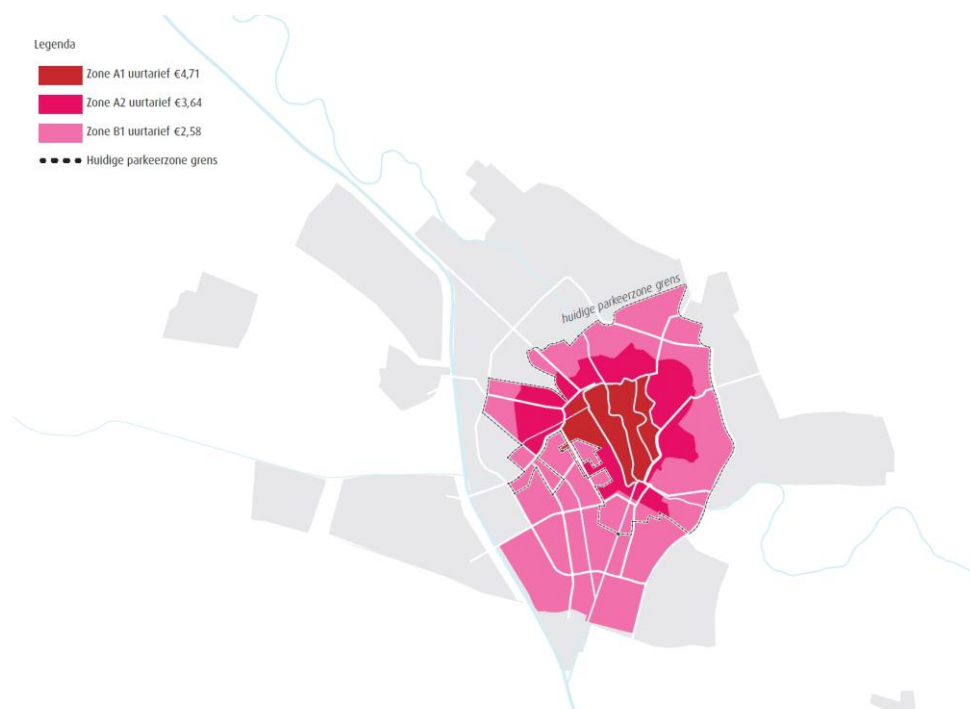 Legenda
Zone A1 uurtarief €4,71
Zone A2 uurtarief €3,64
Zone B1 uurtarief €2,58
Huidige parkeerzone grens
huidige parkeerzone grens